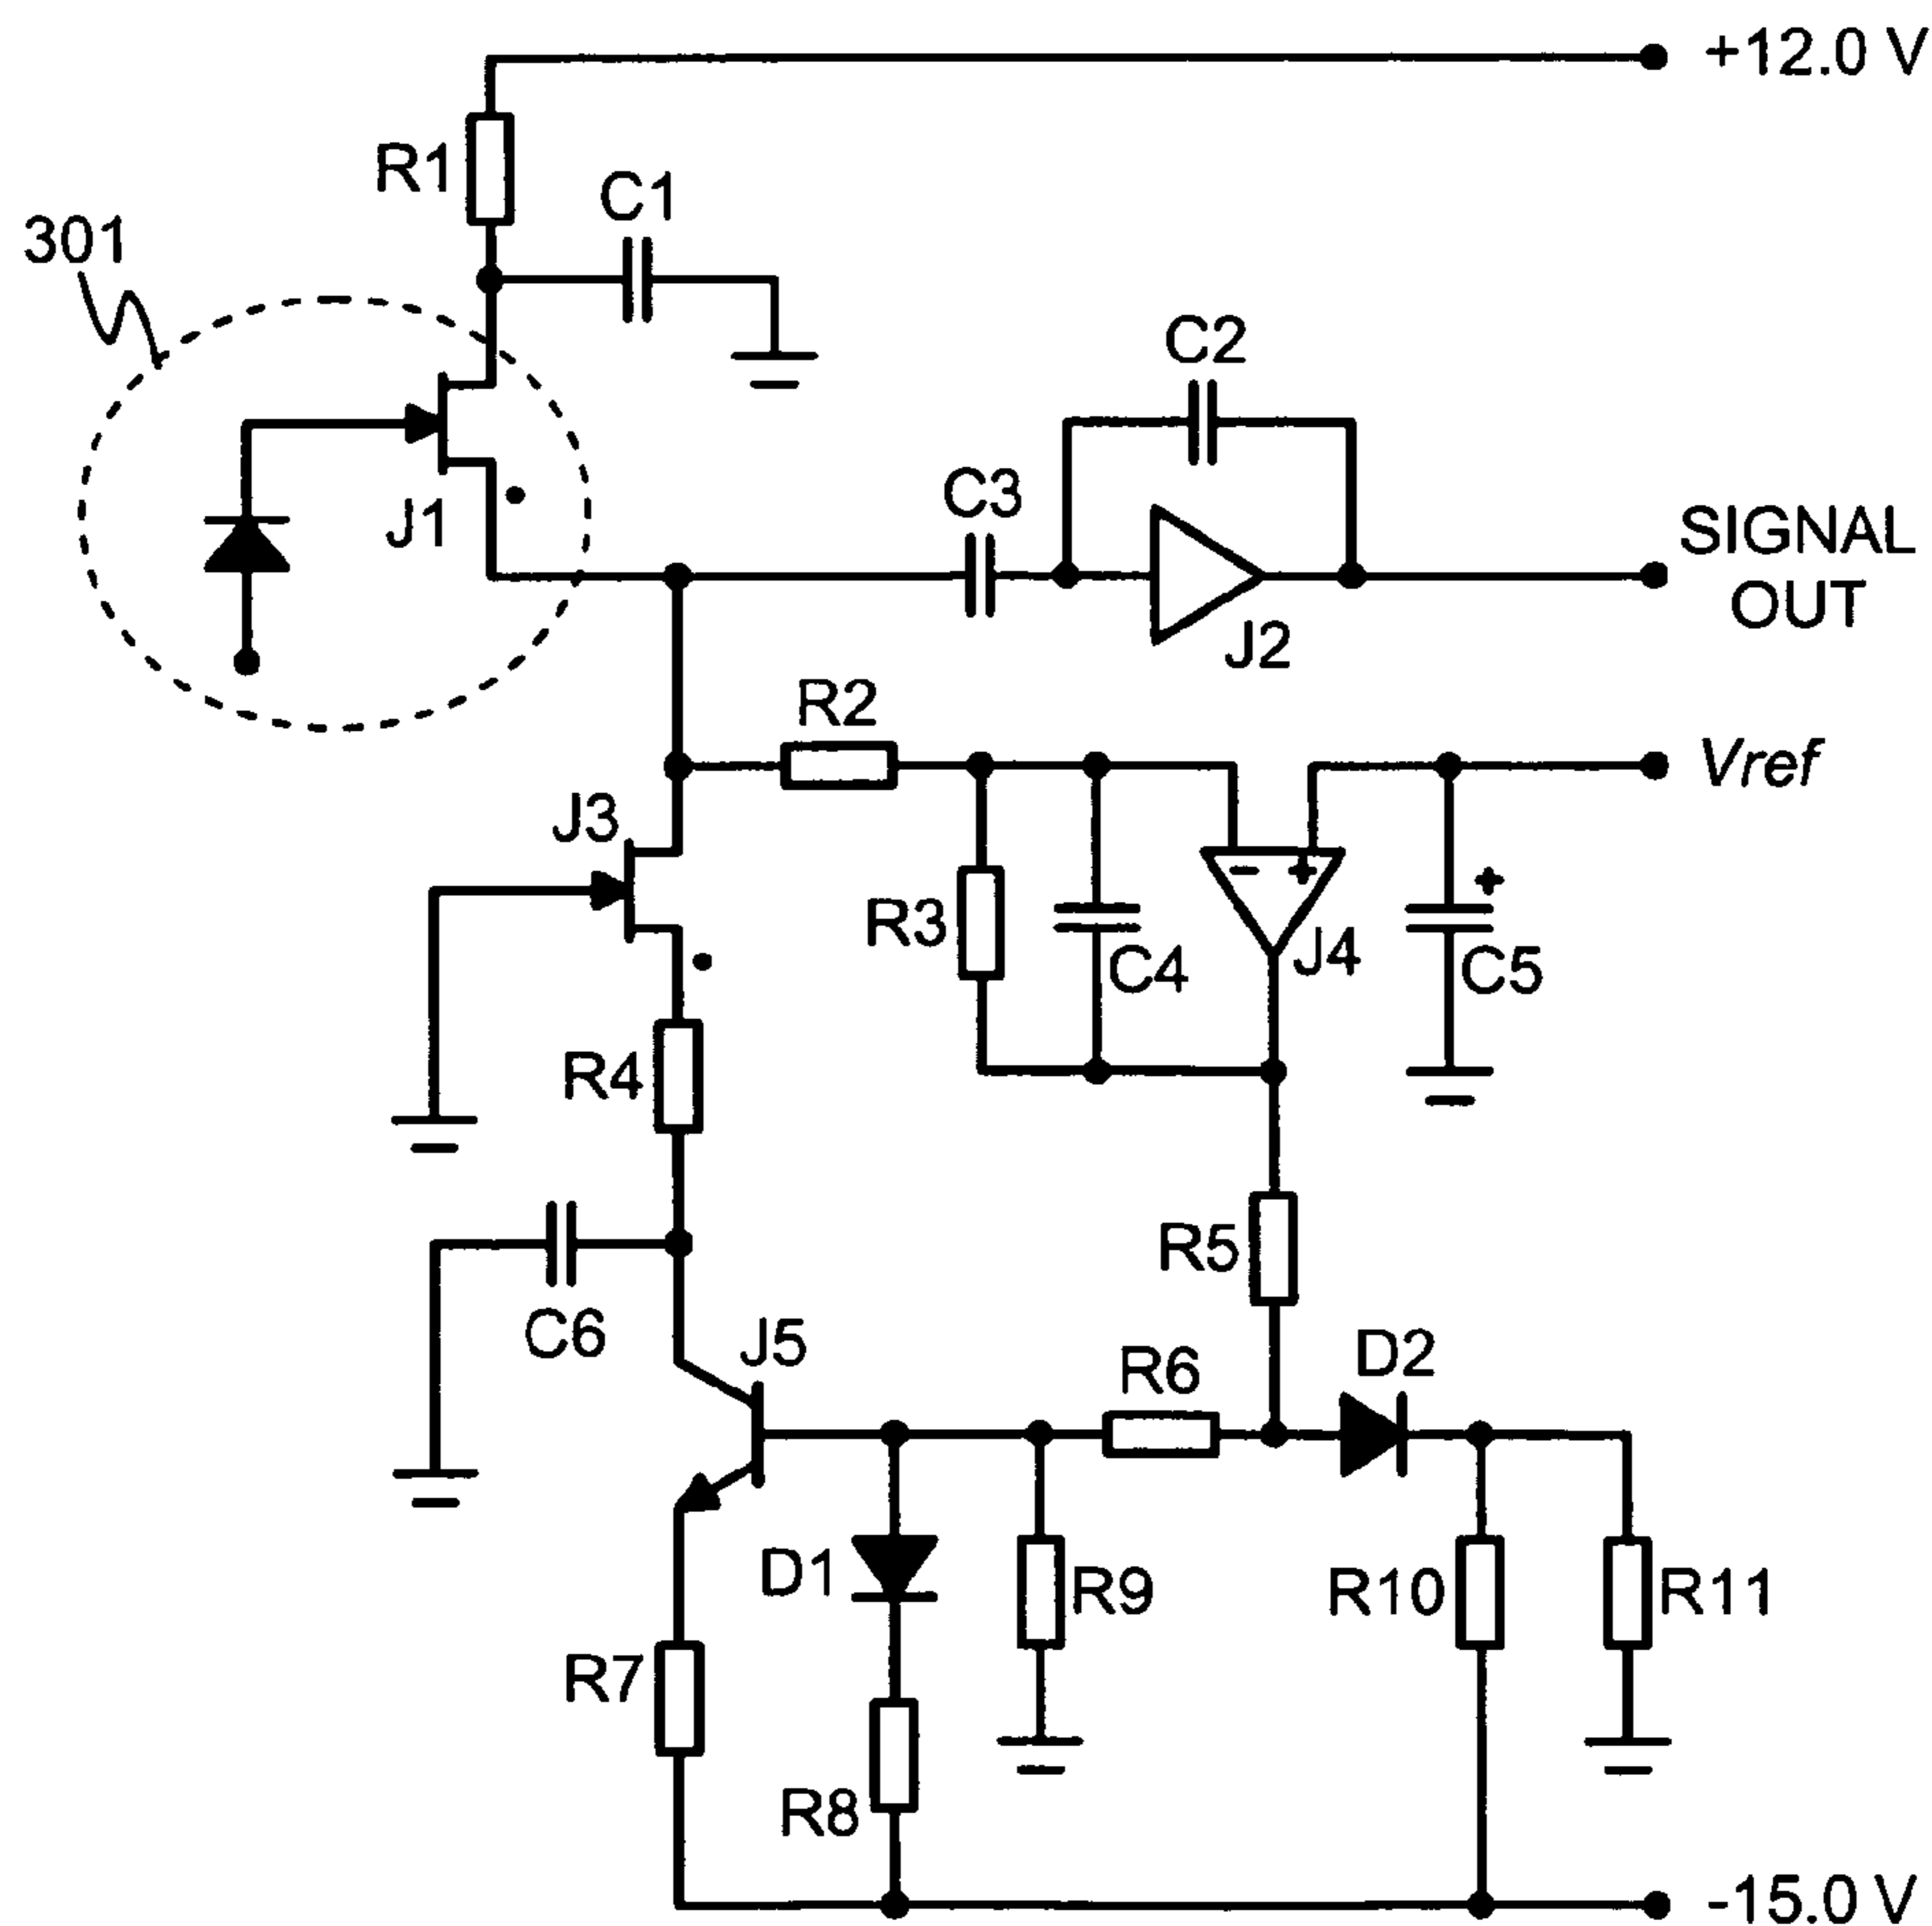 +12.0 V
R1
C1
301
C2
J1
C3
SIGNAL
OUT
J2
R2
Vref
J3
- +
+
R3
C4
J4
C5
R4
R5
C6
J5
R6
D2
D1
R9
R10
R11
R7
R8
-15.0 V